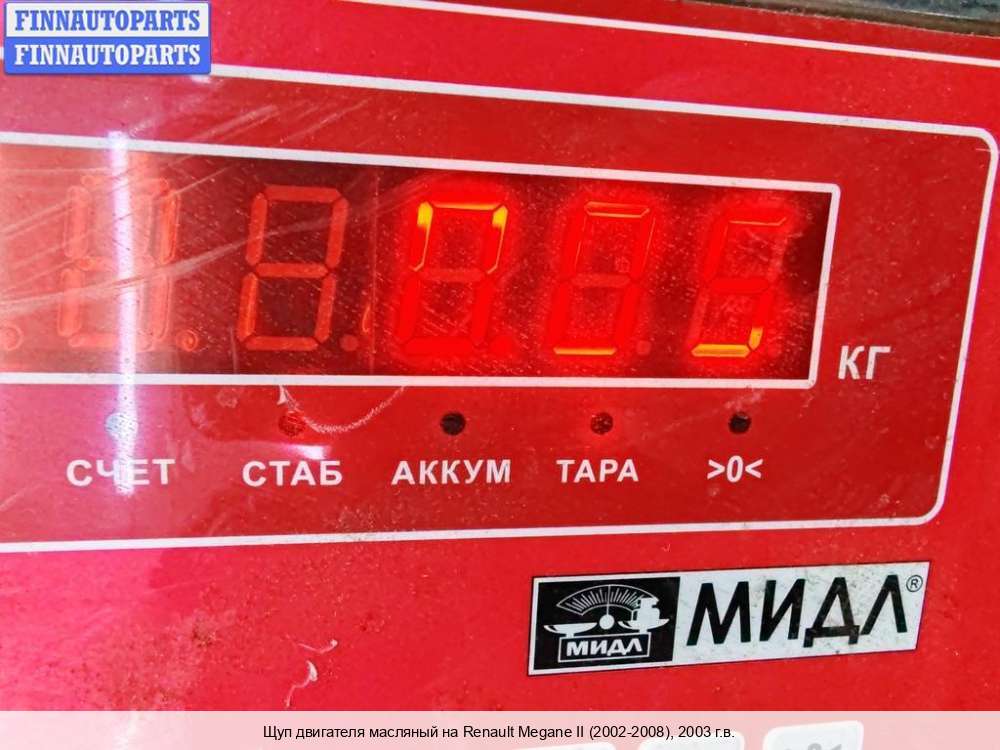 FINNAUTOPARTS
FINNAUTOPARTS
0.05
КГ
СЧЕТ СТАБ АККУМ ТАРА >0<
МИДЛ МИДЛ®
Щуп двигателя масляный на Renault Megane II (2002-2008), 2003 г.в.